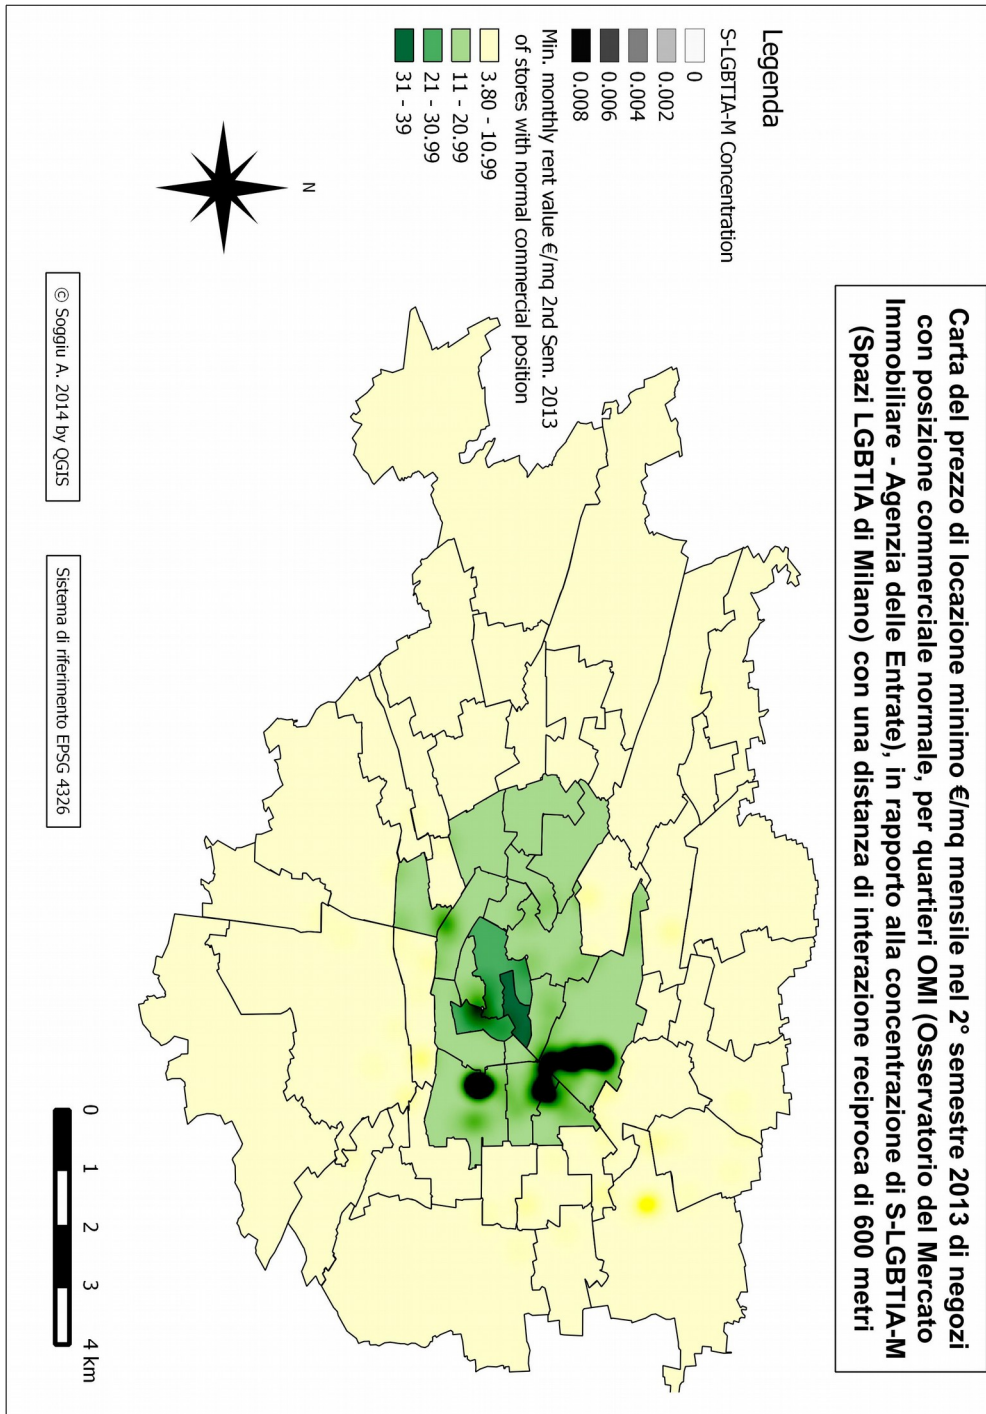 Carta del prezzo di locazione minimo €/mq mensile nel 2° semestre 2013 di negozi
con posizione commerciale normale, per quartieri OMI (Osservatorio del Mercato
Immobiliare - Agenzia delle Entrate), in rapporto alla concentrazione di S-LGBTIA-M
(Spazi LGBTIA di Milano) con una distanza di interazione reciproca di 600 metri
Legenda
S-LGBTIA-M Concentration
0
0.002
0.004
0.006
0.008
Min. monthly rent value €/mq 2nd Sem. 2013
of stores with normal commercial position
3.80 - 10.99
11 - 20.99
21 - 30.99
31 - 39
N
© Soggiu A. 2014 by QGIS
Sistema di riferimento EPSG 4326
0 1 2 3 4 km